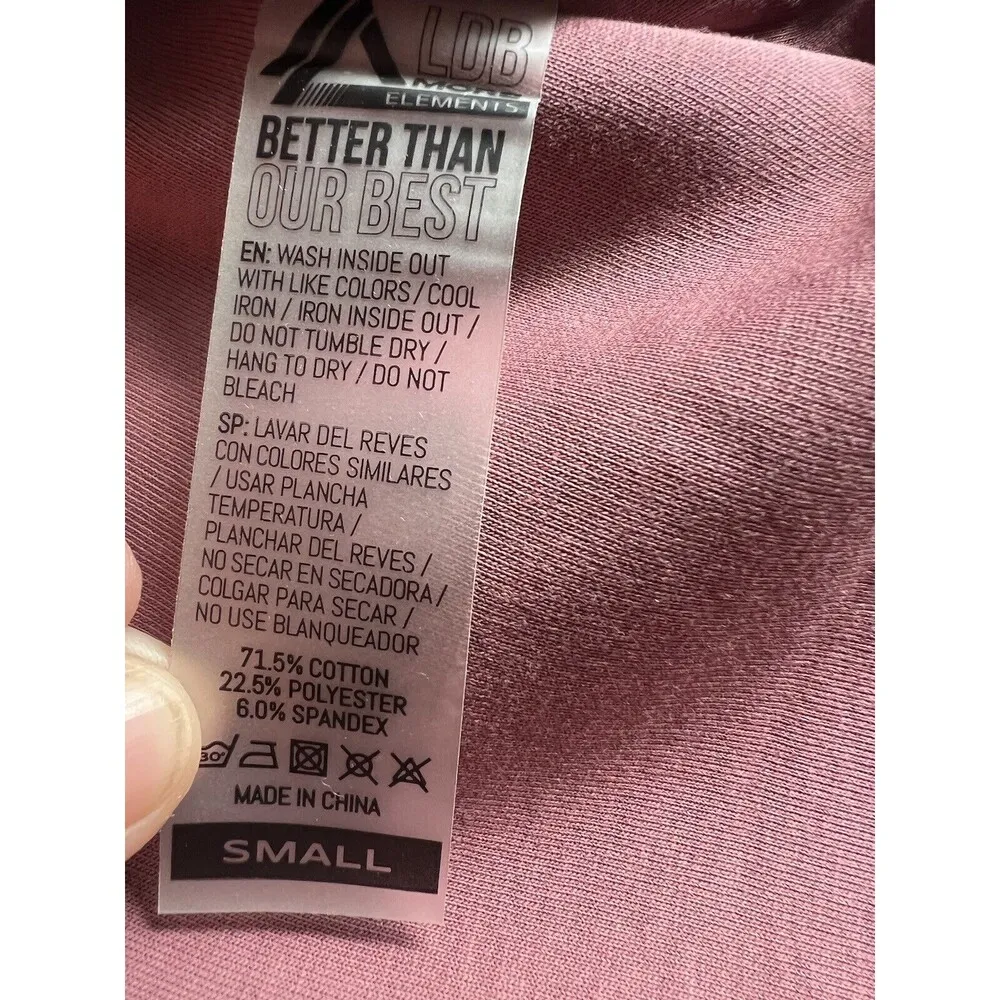 LDB
ELEMENTS
BETTER THAN
OUR BEST
EN: WASH INSIDE OUT
WITH LIKE COLORS / COOL
IRON / IRON INSIDE OUT /
DO NOT TUMBLE DRY /
HANG TO DRY / DO NOT
BLEACH
SP: LAVAR DEL REVES
CON COLORES SIMILARES
/ USAR PLANCHA
TEMPERATURA /
PLANCHAR DEL REVES /
NO SECAR EN SECADORA /
COLGAR PARA SECAR /
NO USE BLANQUEADOR
71.5% COTTON
22.5% POLYESTER
6.0% SPANDEX
30°
MADE IN CHINA
SMALL